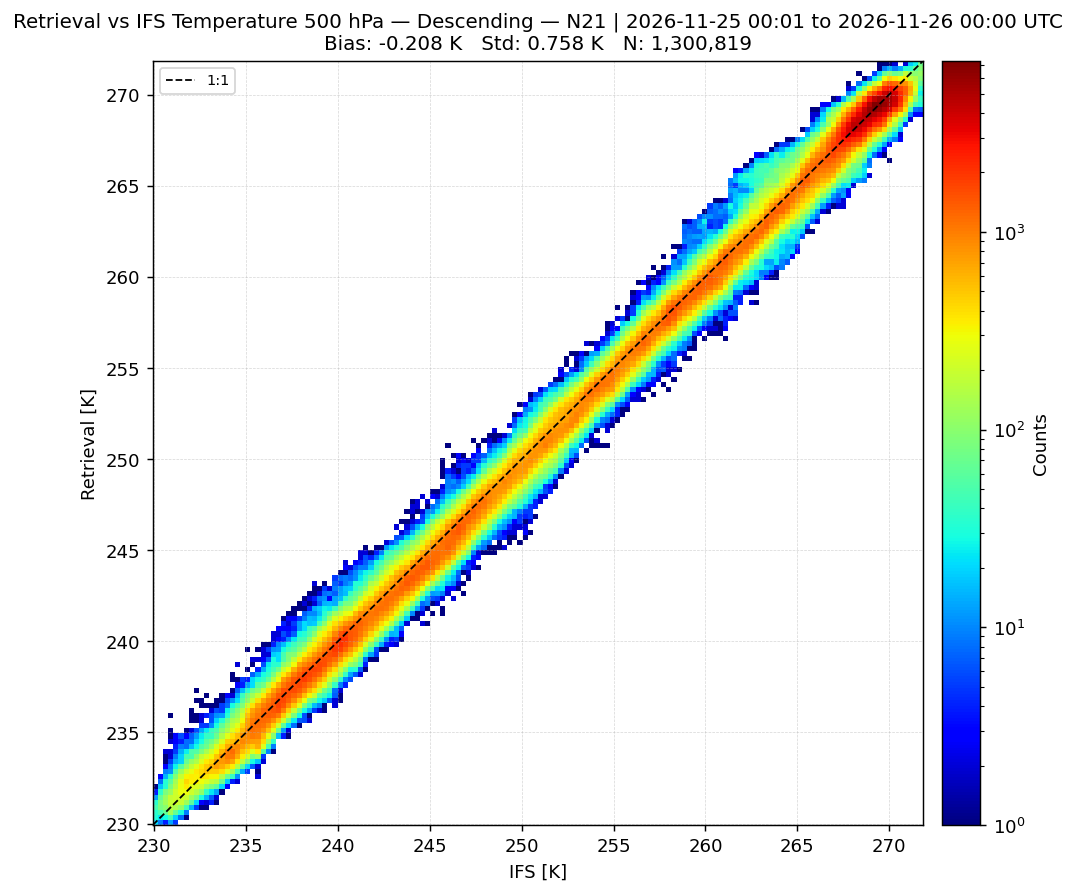 Retrieval vs IFS Temperature 500 hPa — Descending — N21 | 2026-11-25 00:01 to 2026-11-26 00:00 UTC
Bias: -0.208 K   Std: 0.758 K   N: 1,300,819
1:1
Retrieval [K]
270
265
260
255
250
245
240
235
230
230 235 240 245 250 255 260 265 270
IFS [K]
10³
10²
10¹
10⁰
Counts